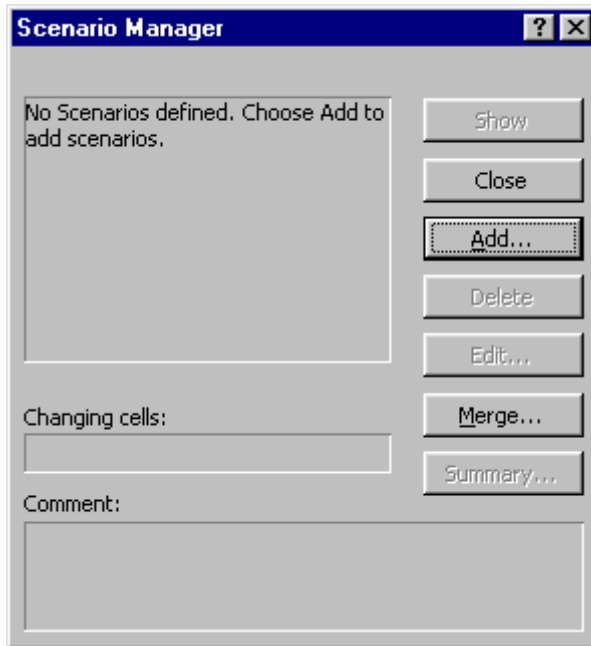 Scenario Manager
No Scenarios defined. Choose Add to
add scenarios.
Show
Close
Add...
Delete
Edit...
Changing cells:
Merge...
Summary...
Comment: